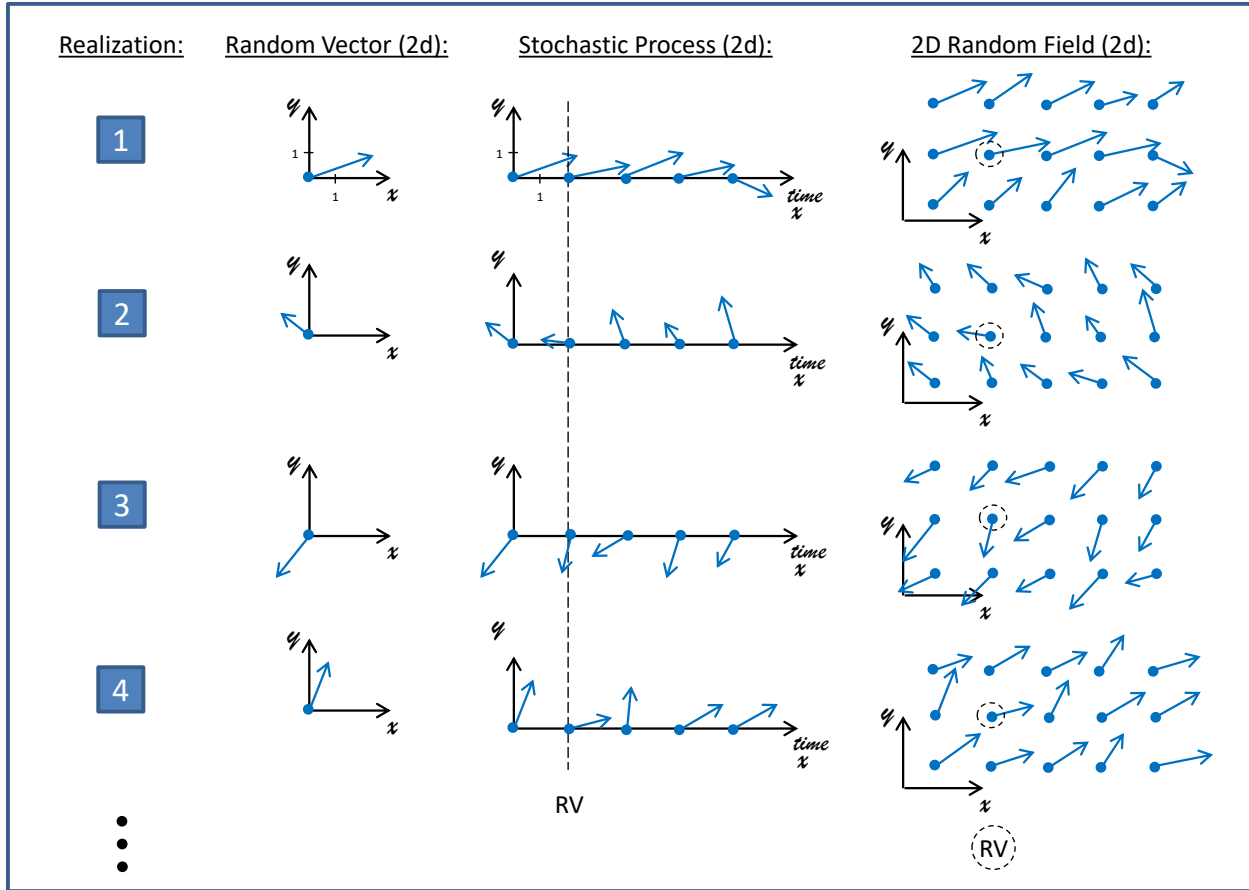 Realization: Random Vector (2d): Stochastic Process (2d): 2D Random Field (2d):
1
y
1
1
x
y
1
1
time
x
y
x
2
y
x
y
time
x
y
x
3
y
x
y
time
x
y
x
4
y
x
y
time
x
y
x
RV
RV